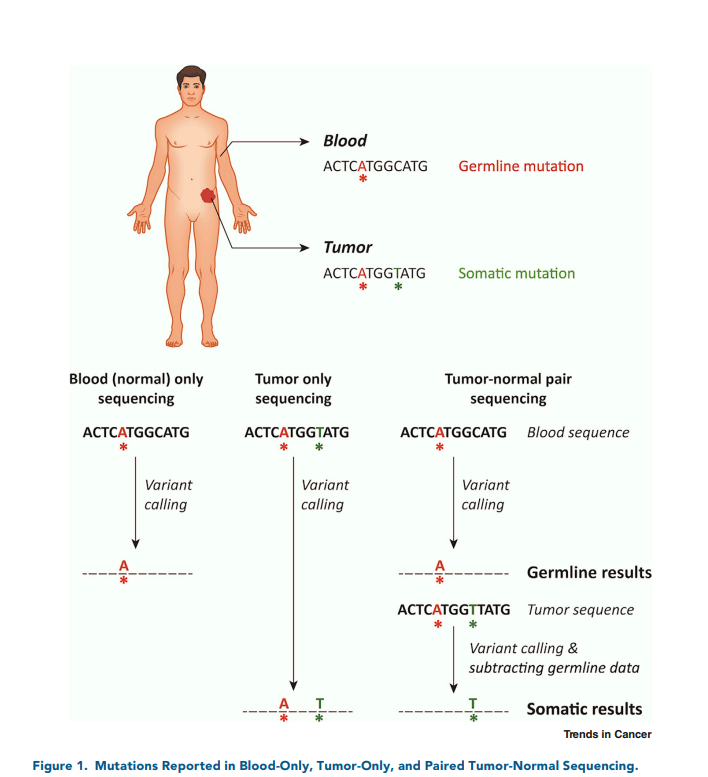 Blood
ACTCATGGCATG Germline mutation
*
Tumor
ACTCATGGTATG Somatic mutation
* *
Blood (normal) only
sequencing
Tumor only
sequencing
Tumor-normal pair
sequencing
ACTCATGGCATG
*
ACTCATGGTATG
* *
ACTCATGGCATG Blood sequence
*
Variant
calling
Variant
calling
Variant
calling
A
*
A
*
Germline results
ACTCATGGTTATG Tumor sequence
* *
Variant calling &
subtracting germline data
A T
* *
T
*
Somatic results
Trends in Cancer
Figure 1. Mutations Reported in Blood-Only, Tumor-Only, and Paired Tumor-Normal Sequencing.